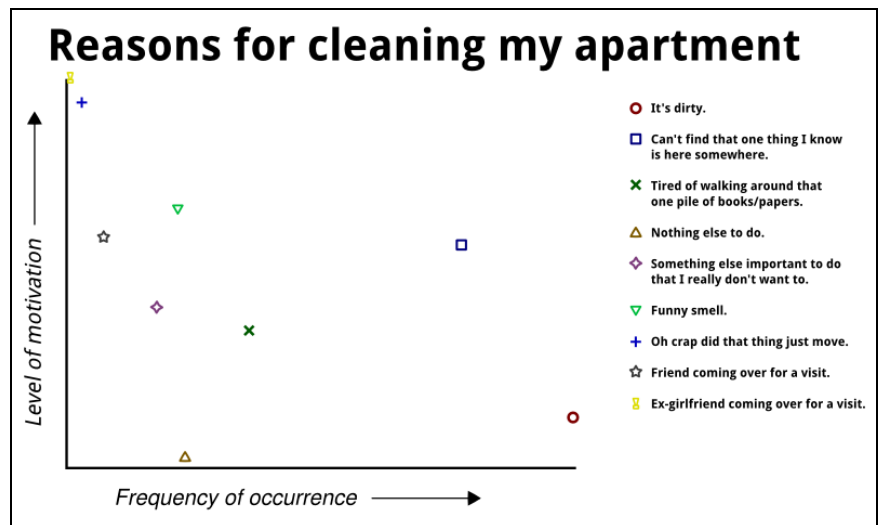 Reasons for cleaning my apartment
Level of motivation
It's dirty.
Can't find that one thing I know
is here somewhere.
Tired of walking around that
one pile of books/papers.
Nothing else to do.
Something else important to do
that I really don't want to.
Funny smell.
Oh crap did that thing just move.
Friend coming over for a visit.
Ex-girlfriend coming over for a visit.
Frequency of occurrence